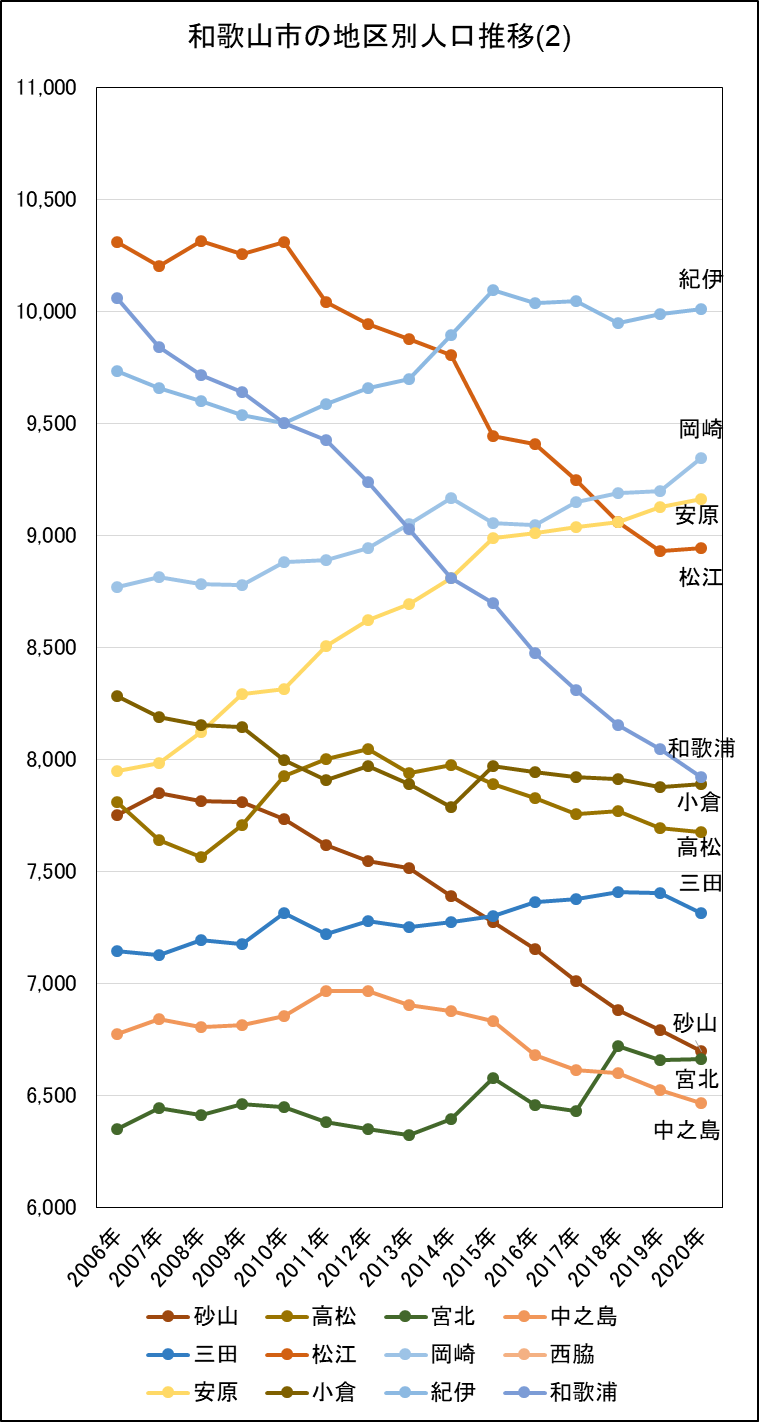 和歌山市の地区別人口推移(2)
11,000
10,500
10,000
9,500
9,000
8,500
8,000
7,500
7,000
6,500
6,000
紀伊
岡崎
安原
松江
和歌浦
小倉
高松
三田
砂山
宮北
中之島
2006年 2007年 2008年 2009年 2010年 2011年 2012年 2013年 2014年 2015年 2016年 2017年 2018年 2019年 2020年
砂山 高松 宮北 中之島
三田 松江 岡崎 西脇
安原 小倉 紀伊 和歌浦